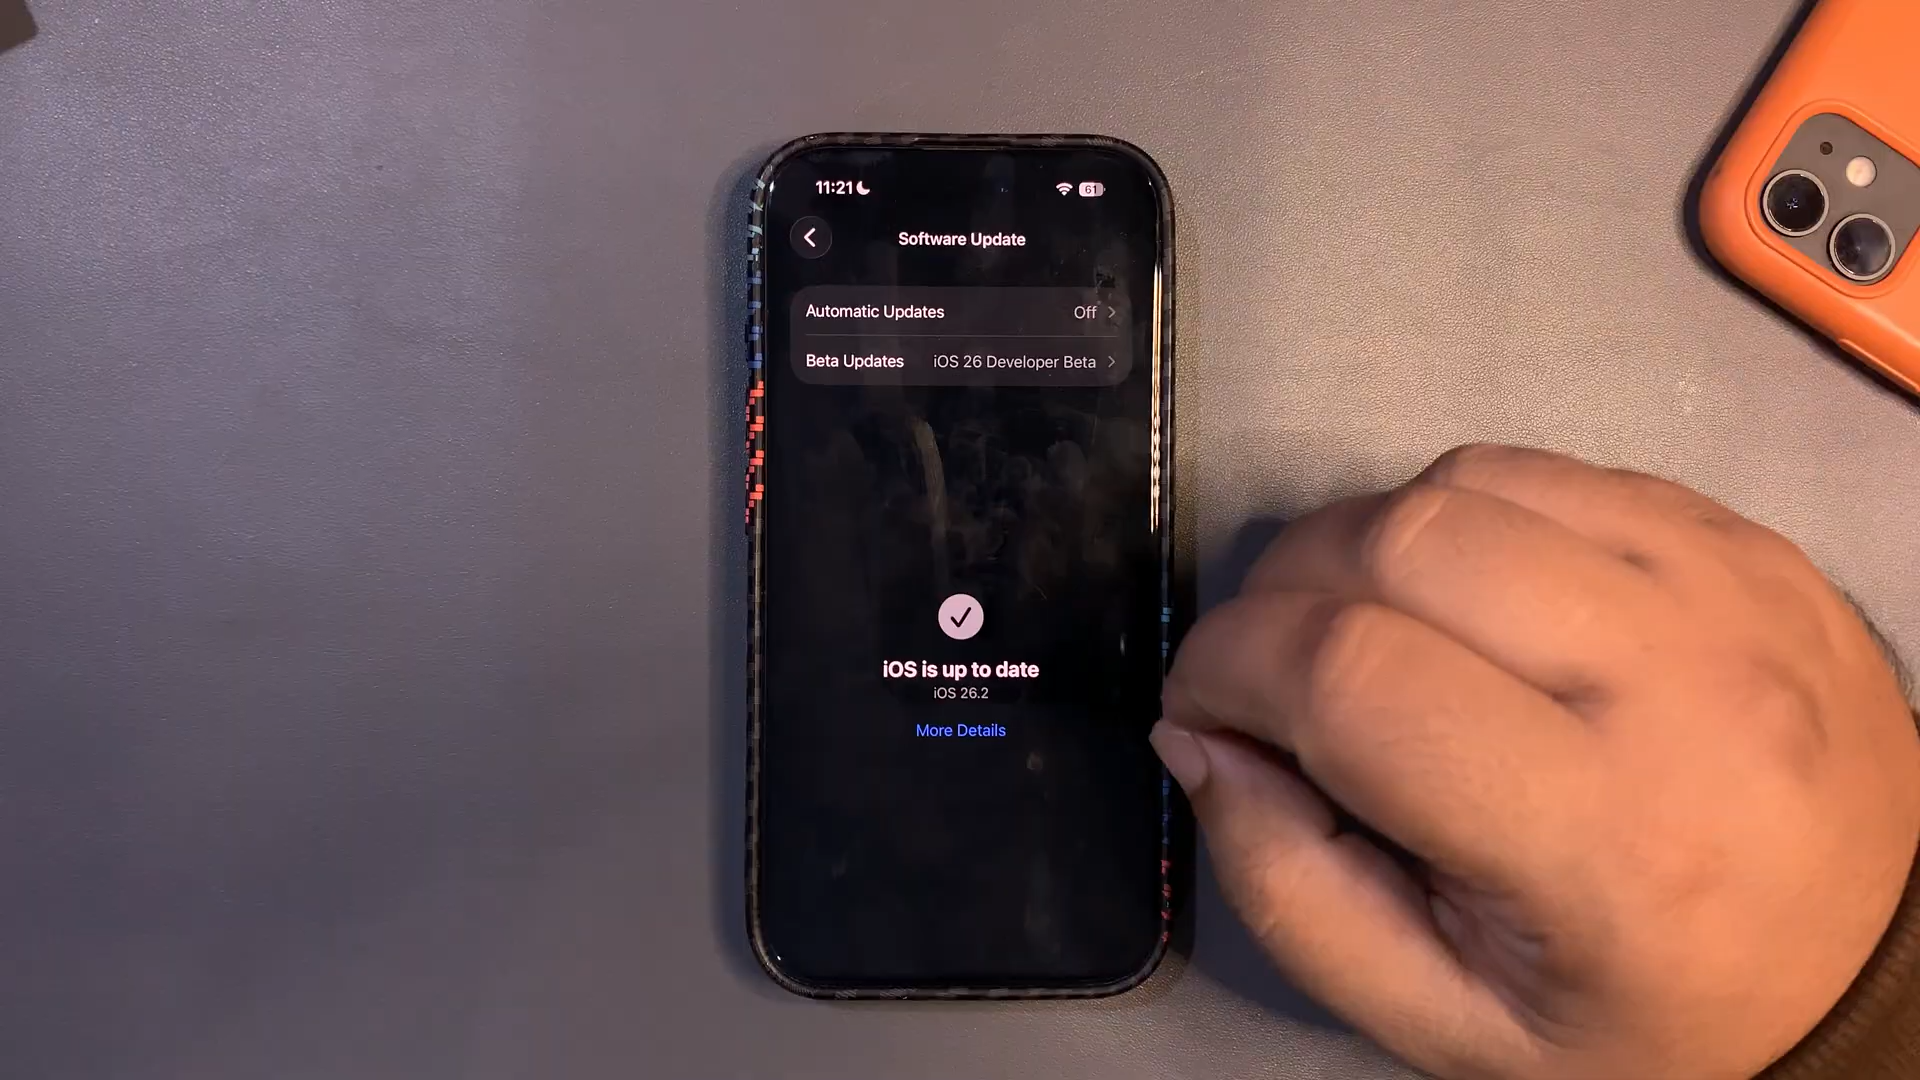 11:21
61
Software Update
Automatic Updates Off
Beta Updates iOS 26 Developer Beta
iOS is up to date
iOS 26.2
More Details